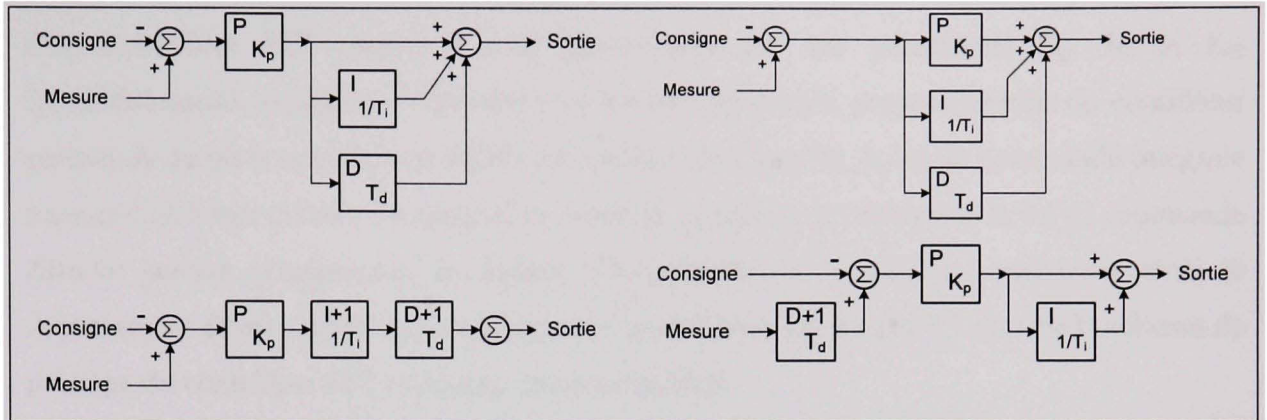 P
Consigne - Σ K_p + + Σ Sortie
+ + +
Mesure I 1/T_i
D T_d
P
Consigne - Σ K_p + + Σ Sortie
+ + +
Mesure I 1/T_i
D T_d
Consigne - Σ P K_p I+1 1/T_i D+1 T_d Σ Sortie
+
Mesure
Consigne - Σ P K_p + Σ Sortie
+ +
Mesure D+1 T_d I 1/T_i